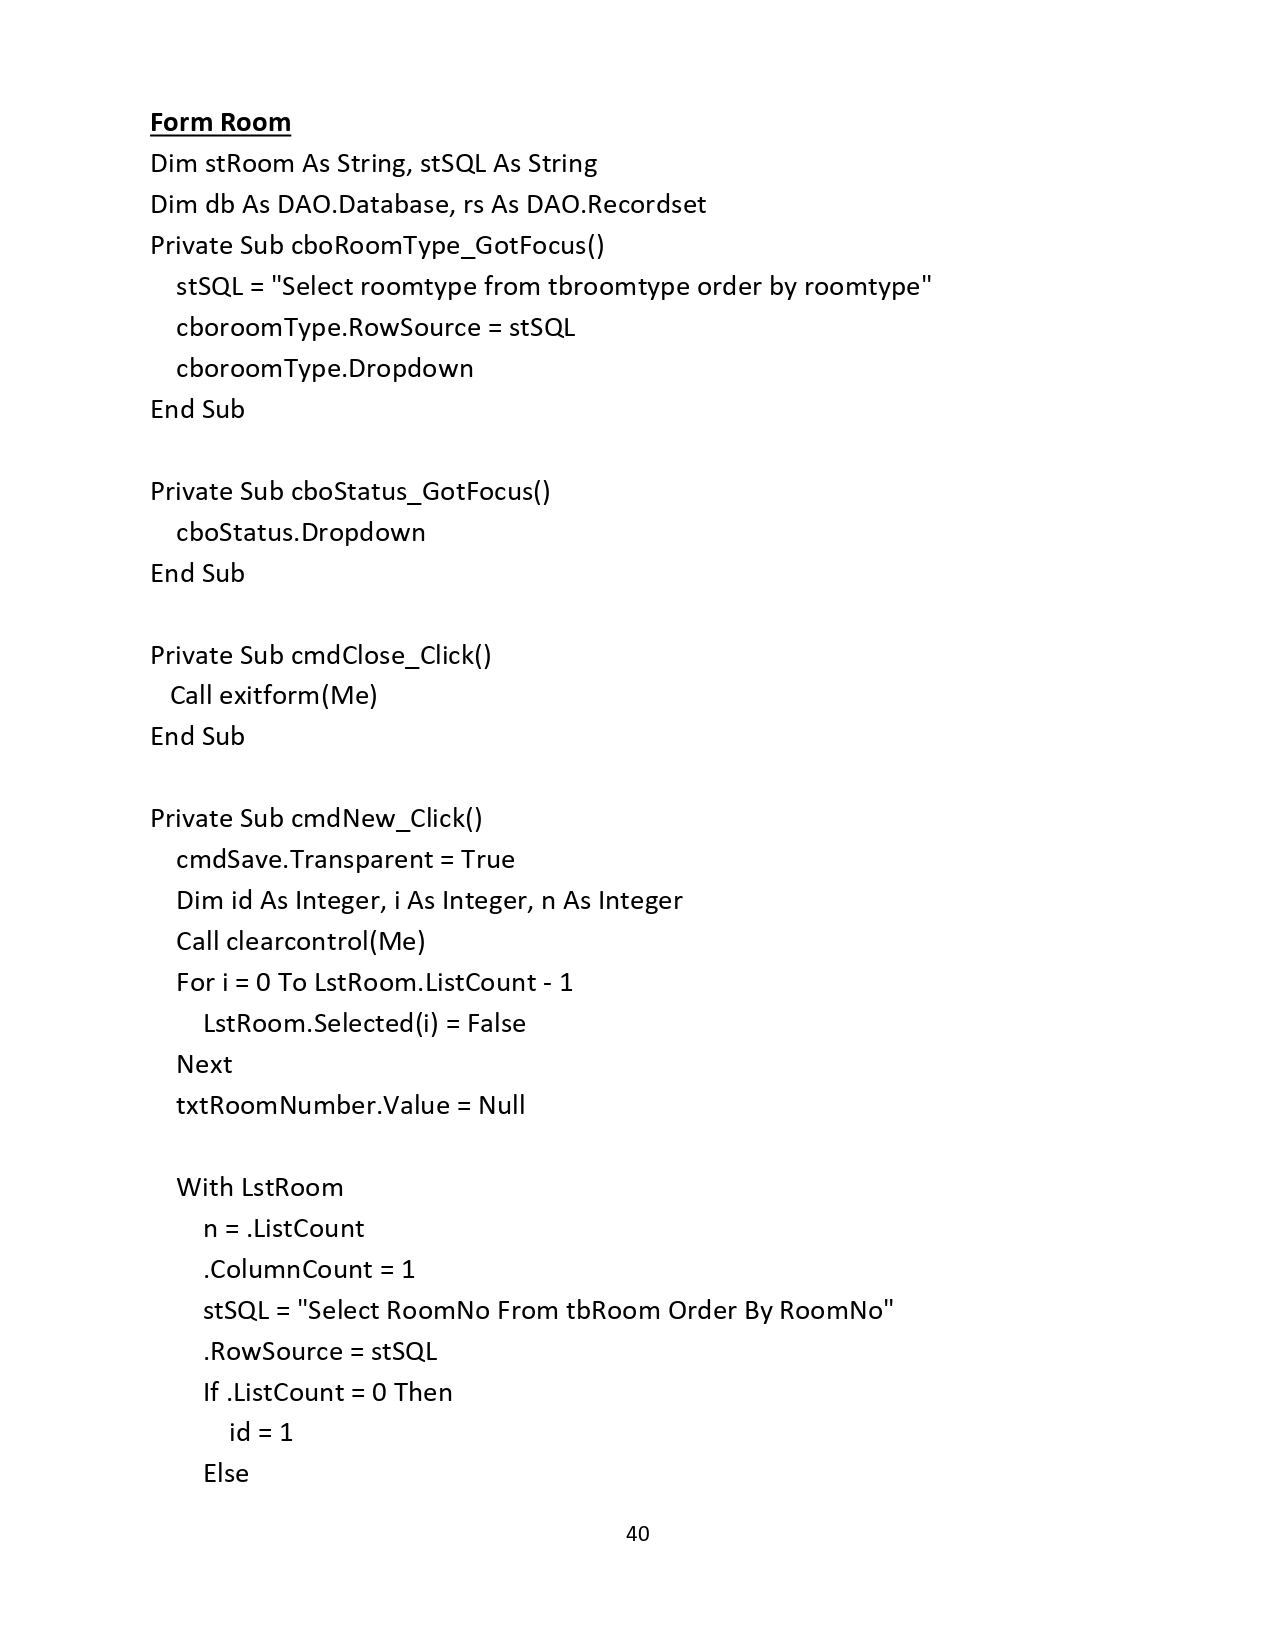 Form Room
Dim stRoom As String, stSQL As String
Dim db As DAO.Database, rs As DAO.Recordset
Private Sub cboRoomType_GotFocus()
    stSQL = "Select roomtype from tbroomtype order by roomtype"
    cboroomType.RowSource = stSQL
    cboroomType.Dropdown
End Sub

Private Sub cboStatus_GotFocus()
    cboStatus.Dropdown
End Sub

Private Sub cmdClose_Click()
   Call exitform(Me)
End Sub

Private Sub cmdNew_Click()
    cmdSave.Transparent = True
    Dim id As Integer, i As Integer, n As Integer
    Call clearcontrol(Me)
    For i = 0 To LstRoom.ListCount - 1
        LstRoom.Selected(i) = False
    Next
    txtRoomNumber.Value = Null

    With LstRoom
        n = .ListCount
        .ColumnCount = 1
        stSQL = "Select RoomNo From tbRoom Order By RoomNo"
        .RowSource = stSQL
        If .ListCount = 0 Then
            id = 1
        Else
40